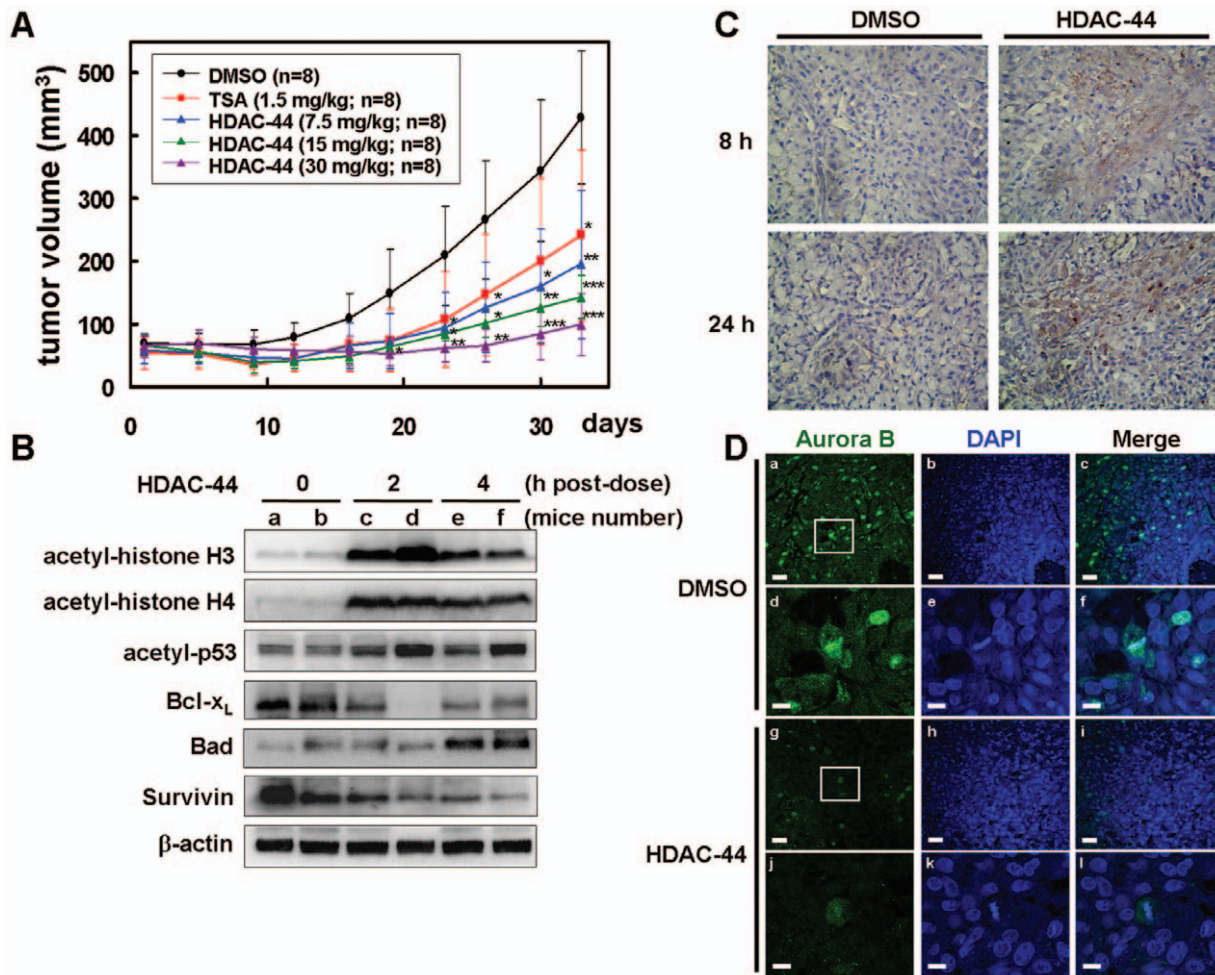 A
tumor volume (mm³)
500
400
300
200
100
0
0
10
20
30
days
DMSO (n=8)
TSA (1.5 mg/kg; n=8)
HDAC-44 (7.5 mg/kg; n=8)
HDAC-44 (15 mg/kg; n=8)
HDAC-44 (30 mg/kg; n=8)
*
*
*
**
*
*
**
*
**
***
*
**
***
***
B
HDAC-44 0 2 4 (h post-dose)
a b c d e f (mice number)
acetyl-histone H3
acetyl-histone H4
acetyl-p53
Bcl-xL
Bad
Survivin
β-actin
C
DMSO HDAC-44
8 h
24 h
D
Aurora B DAPI Merge
DMSO
a b c
d e f
HDAC-44
g h i
j k l